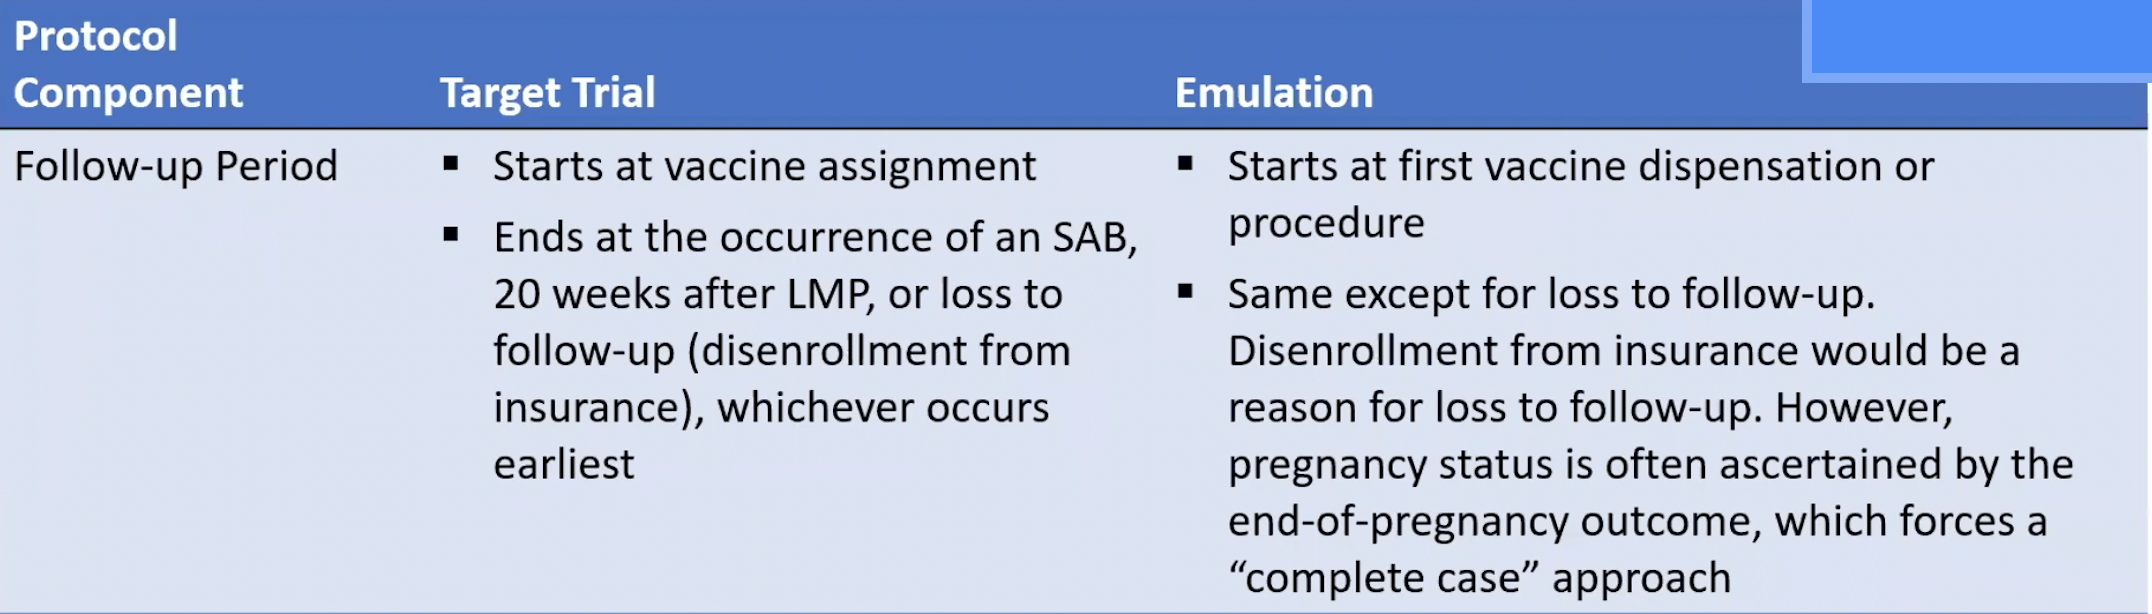 Protocol
Component
Target Trial
Emulation
Follow-up Period
▪ Starts at vaccine assignment
▪ Ends at the occurrence of an SAB,
20 weeks after LMP, or loss to
follow-up (disenrollment from
insurance), whichever occurs
earliest
▪ Starts at first vaccine dispensation or
procedure
▪ Same except for loss to follow-up.
Disenrollment from insurance would be a
reason for loss to follow-up. However,
pregnancy status is often ascertained by the
end-of-pregnancy outcome, which forces a
“complete case” approach